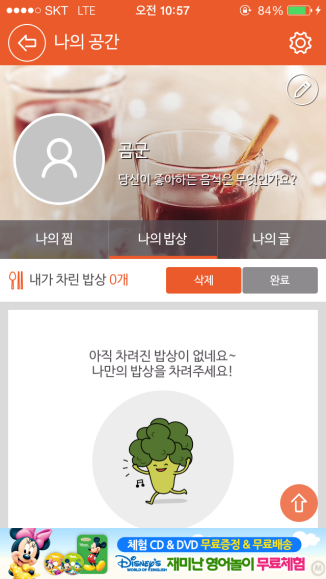 SKT LTE 오전 10:57 84%
나의 공간
곰군
당신이 좋아하는 음식은 무엇인가요?
나의 찜 나의 밥상 나의 글
내가 차린 밥상 0개 삭제 완료
아직 차려진 밥상이 없네요~
나만의 밥상을 차려주세요!
체험 CD & DVD 무료증정 & 무료배송
Disney's WORLD OF ENGLISH 재미난 영어놀이 무료체험
M